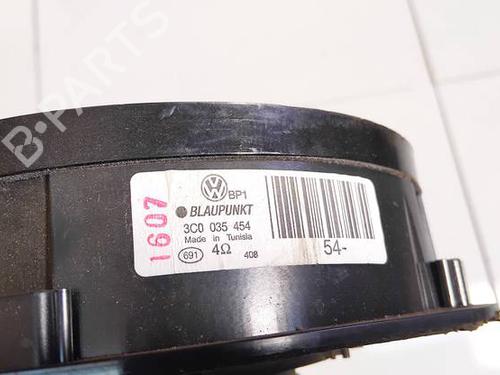 B-PARTS
1607
BP1
BLAUPUNKT
3C0 035 454
Made in Tunisia
691 4Ω 408
54-